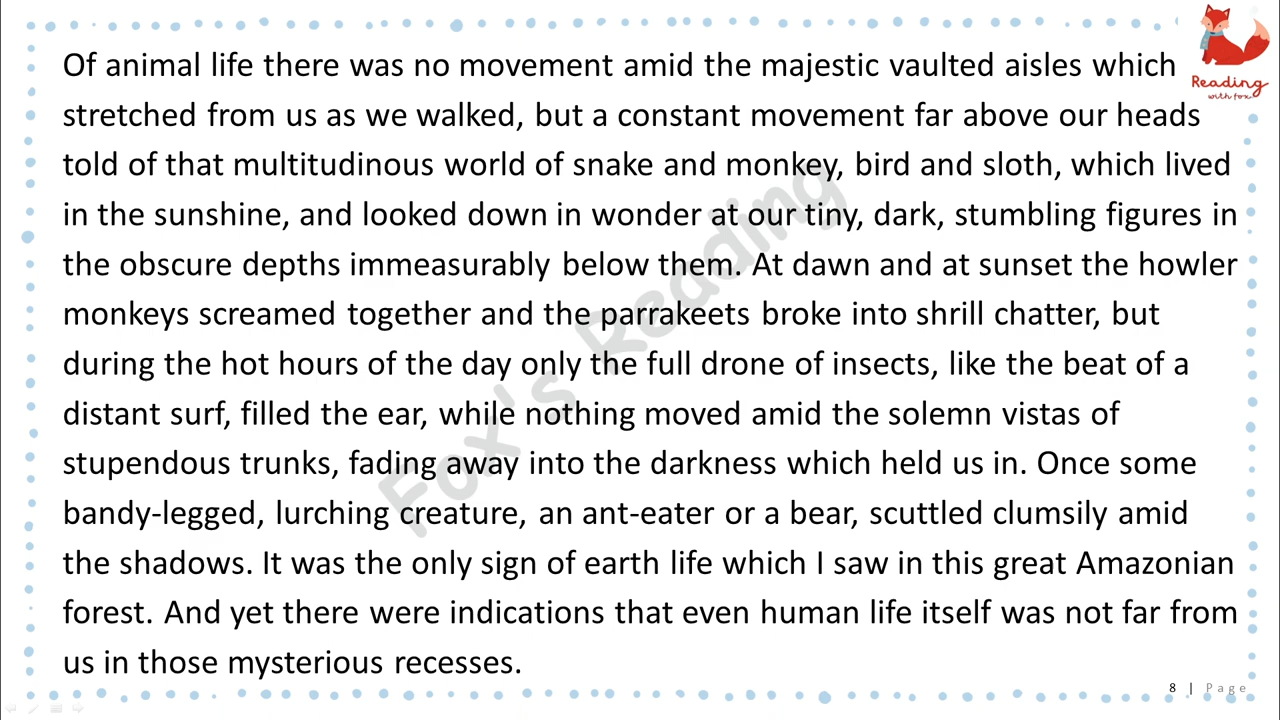 Of animal life there was no movement amid the majestic vaulted aisles which
stretched from us as we walked, but a constant movement far above our heads
told of that multitudinous world of snake and monkey, bird and sloth, which lived
in the sunshine, and looked down in wonder at our tiny, dark, stumbling figures in
the obscure depths immeasurably below them. At dawn and at sunset the howler
monkeys screamed together and the parrakeets broke into shrill chatter, but
during the hot hours of the day only the full drone of insects, like the beat of a
distant surf, filled the ear, while nothing moved amid the solemn vistas of
stupendous trunks, fading away into the darkness which held us in. Once some
bandy-legged, lurching creature, an ant-eater or a bear, scuttled clumsily amid
the shadows. It was the only sign of earth life which I saw in this great Amazonian
forest. And yet there were indications that even human life itself was not far from
us in those mysterious recesses.
Reading
with fox
Fox's Reading
8 | Page